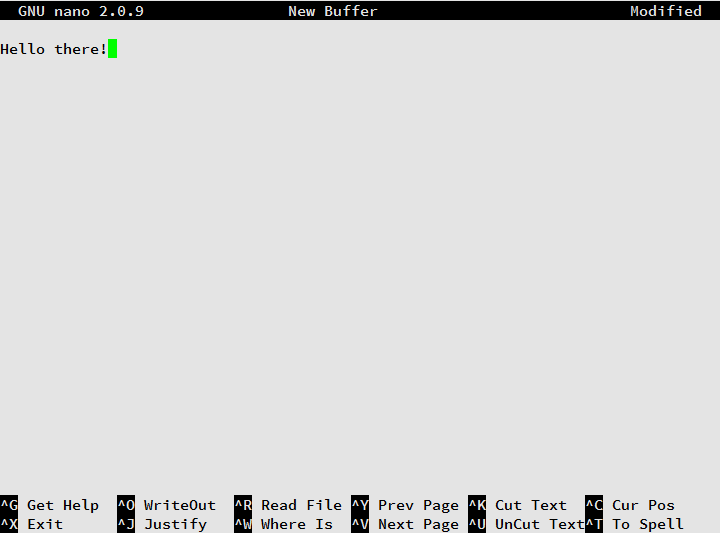 GNU nano 2.0.9 New Buffer Modified
Hello there!
^G Get Help ^O WriteOut ^R Read File ^Y Prev Page ^K Cut Text ^C Cur Pos
^X Exit ^J Justify ^W Where Is ^V Next Page ^U UnCut Text ^T To Spell